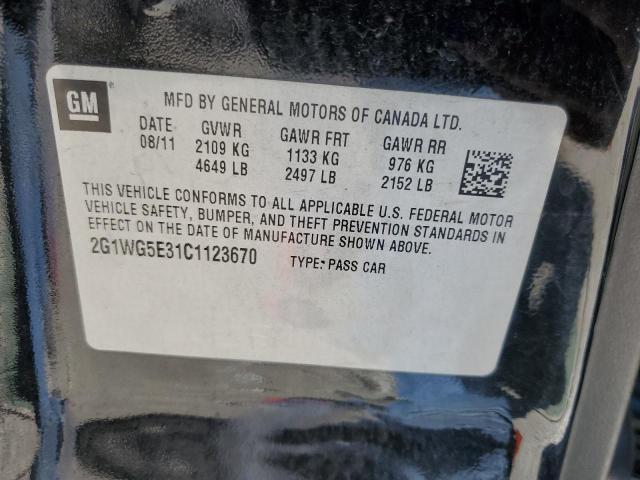 GM
MFD BY GENERAL MOTORS OF CANADA LTD.
DATE GVWR GAWR FRT GAWR RR
08/11 2109 KG 1133 KG 976 KG
4649 LB 2497 LB 2152 LB
THIS VEHICLE CONFORMS TO ALL APPLICABLE U.S. FEDERAL MOTOR
VEHICLE SAFETY, BUMPER, AND THEFT PREVENTION STANDARDS IN
EFFECT ON THE DATE OF MANUFACTURE SHOWN ABOVE.
2G1WG5E31C1123670 TYPE: PASS CAR